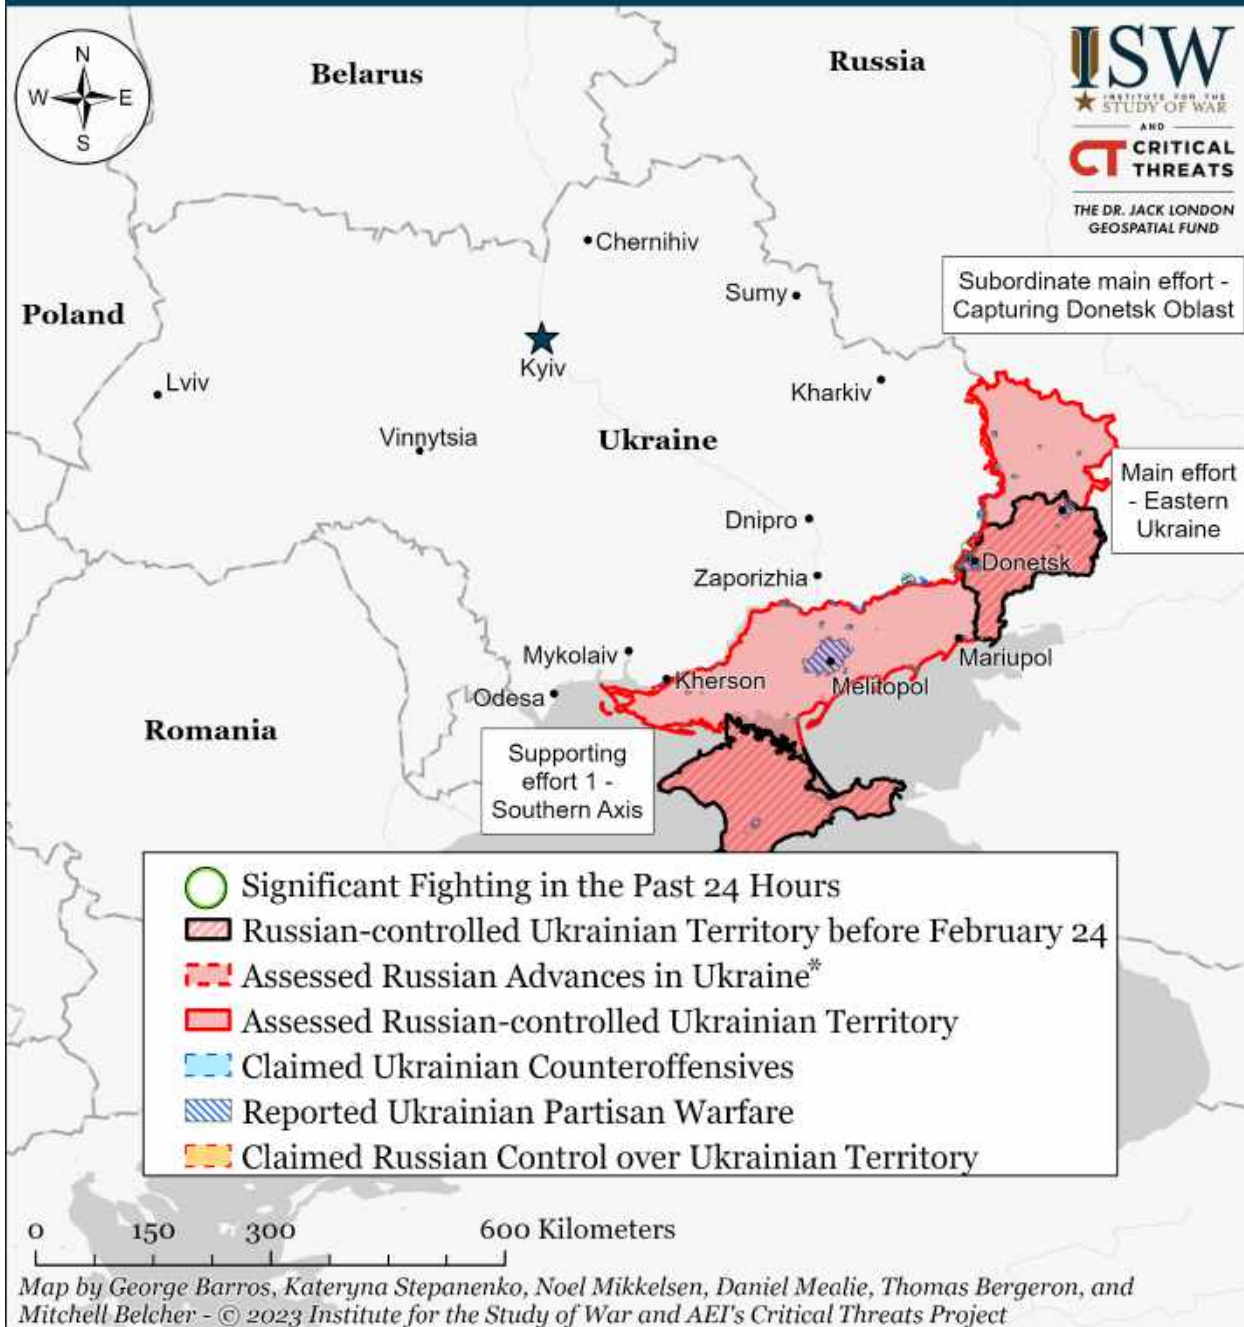 N
W
E
S
Belarus
Russia
ISW
INSTITUTE FOR THE
STUDY OF WAR
AND
CT CRITICAL
THREATS
THE DR. JACK LONDON
GEOSPATIAL FUND
Chernihiv
Subordinate main effort -
Capturing Donetsk Oblast
Sumy
Poland
Kyiv
Lviv
Kharkiv
Vinnytsia
Ukraine
Main effort
- Eastern
Ukraine
Dnipro
Donetsk
Zaporizhia
Mykolaiv
Mariupol
Kherson
Melitopol
Odesa
Romania
Supporting
effort 1 -
Southern Axis
Significant Fighting in the Past 24 Hours
Russian-controlled Ukrainian Territory before February 24
Assessed Russian Advances in Ukraine*
Assessed Russian-controlled Ukrainian Territory
Claimed Ukrainian Counteroffensives
Reported Ukrainian Partisan Warfare
Claimed Russian Control over Ukrainian Territory
0 150 300 600 Kilometers
Map by George Barros, Kateryna Stepanenko, Noel Mikkelsen, Daniel Mealie, Thomas Bergeron, and
Mitchell Belcher - © 2023 Institute for the Study of War and AEI's Critical Threats Project